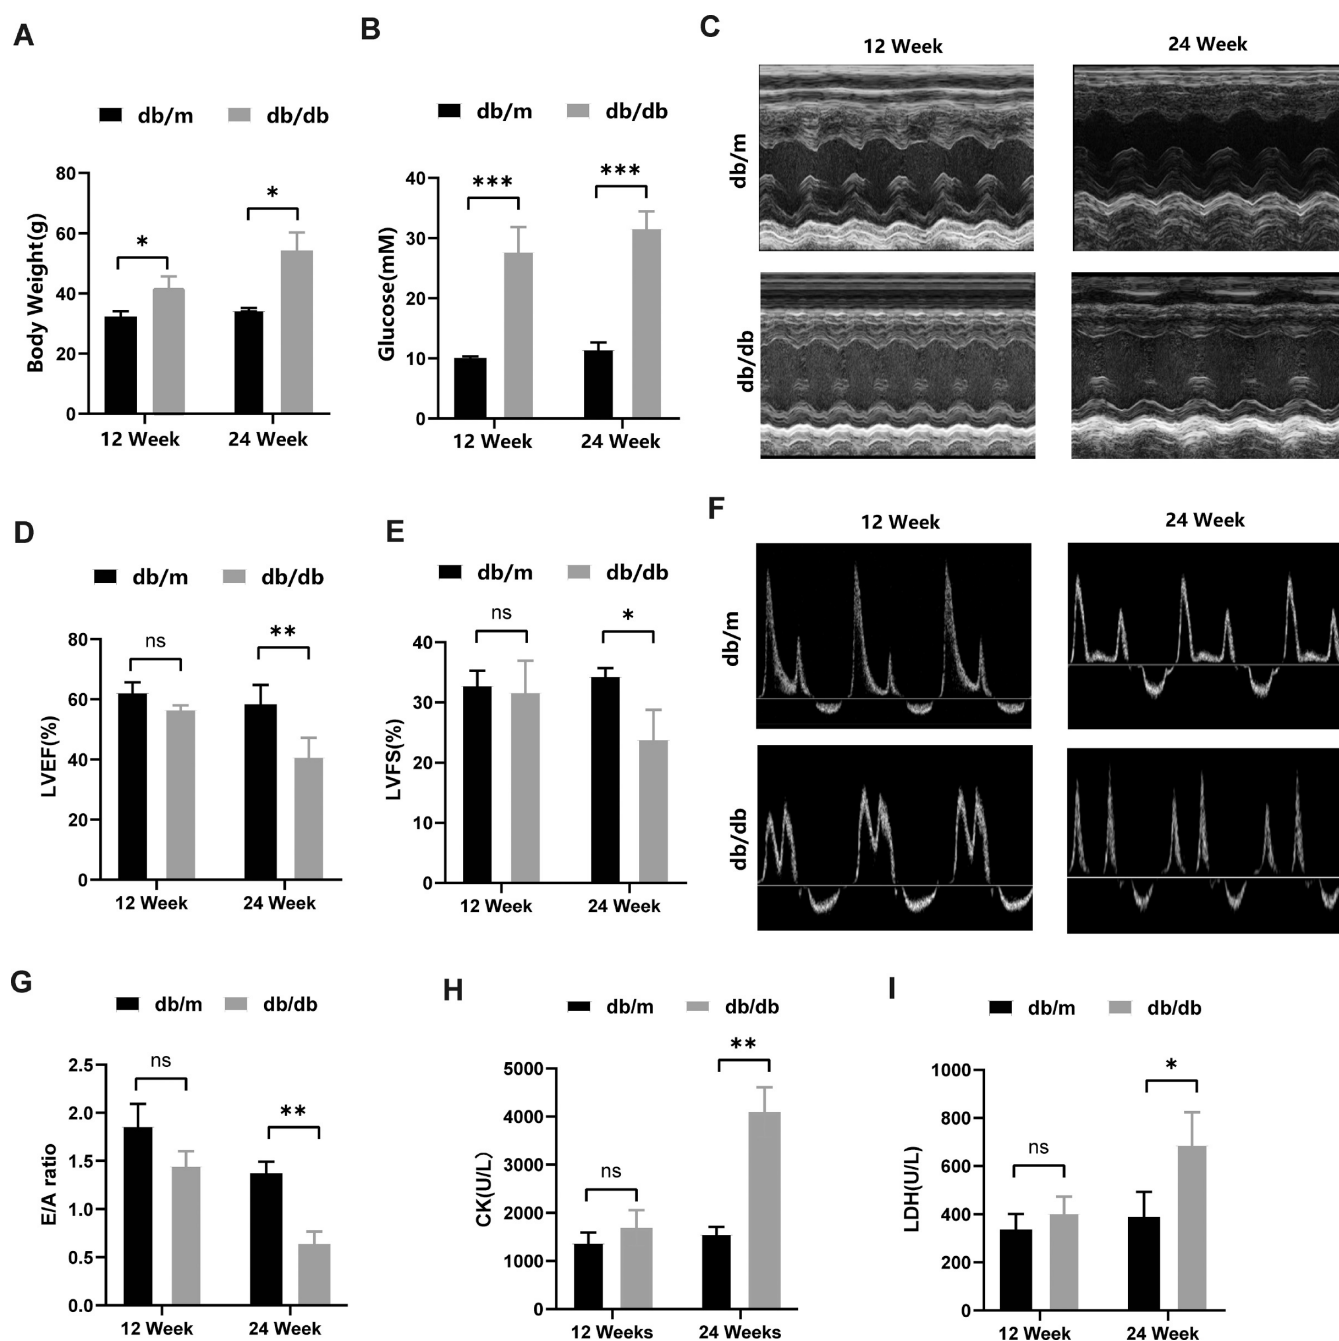 A
db/m db/db
Body Weight(g)
80
60
40
20
0
*
*
12 Week 24 Week
B
db/m db/db
Glucose(mM)
40
30
20
10
0
***
***
12 Week 24 Week
C
12 Week 24 Week
db/m
db/db
D
db/m db/db
LVEF(%)
80
60
40
20
0
ns
**
12 Week 24 Week
E
db/m db/db
LVFS(%)
40
30
20
10
0
ns
*
12 Week 24 Week
F
12 Week 24 Week
db/m
db/db
G
db/m db/db
E/A ratio
2.5
2.0
1.5
1.0
0.5
0.0
ns
**
12 Week 24 Week
H
db/m db/db
CK(U/L)
5000
4000
3000
2000
1000
0
ns
**
12 Weeks 24 Weeks
I
db/m db/db
LDH(U/L)
1000
800
600
400
200
0
ns
*
12 Week 24 Week